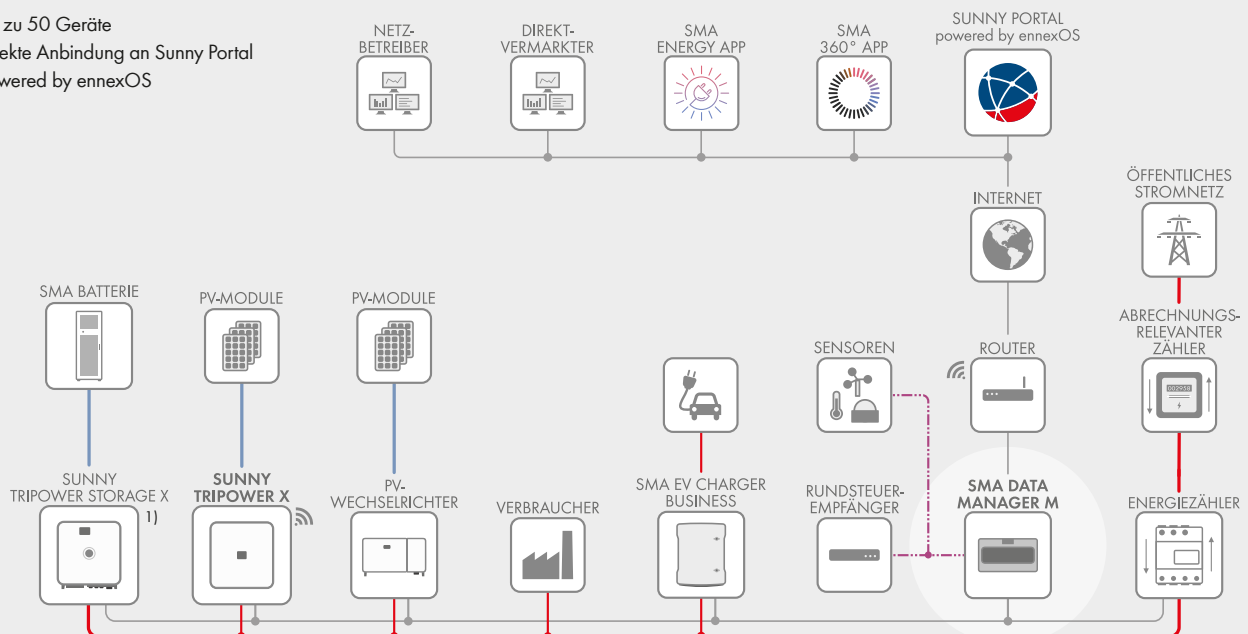 zu 50 Geräte
ekte Anbindung an Sunny Portal
wered by ennexOS
NETZ-
BETREIBER
DIREKT-
VERMARKTER
SMA
ENERGY APP
SMA
360° APP
SUNNY PORTAL
powered by ennexOS
INTERNET
ÖFFENTLICHES
STROMNETZ
SMA BATTERIE
PV-MODULE
PV-MODULE
SENSOREN
ROUTER
ABRECHNUNGS-
RELEVANTER
ZÄHLER
SUNNY
TRIPOWER STORAGE X
1)
SUNNY
TRIPOWER X
PV-
WECHSELRICHTER
VERBRAUCHER
SMA EV CHARGER
BUSINESS
RUNDSTEUER-
EMPFÄNGER
SMA DATA
MANAGER M
ENERGIEZÄHLER